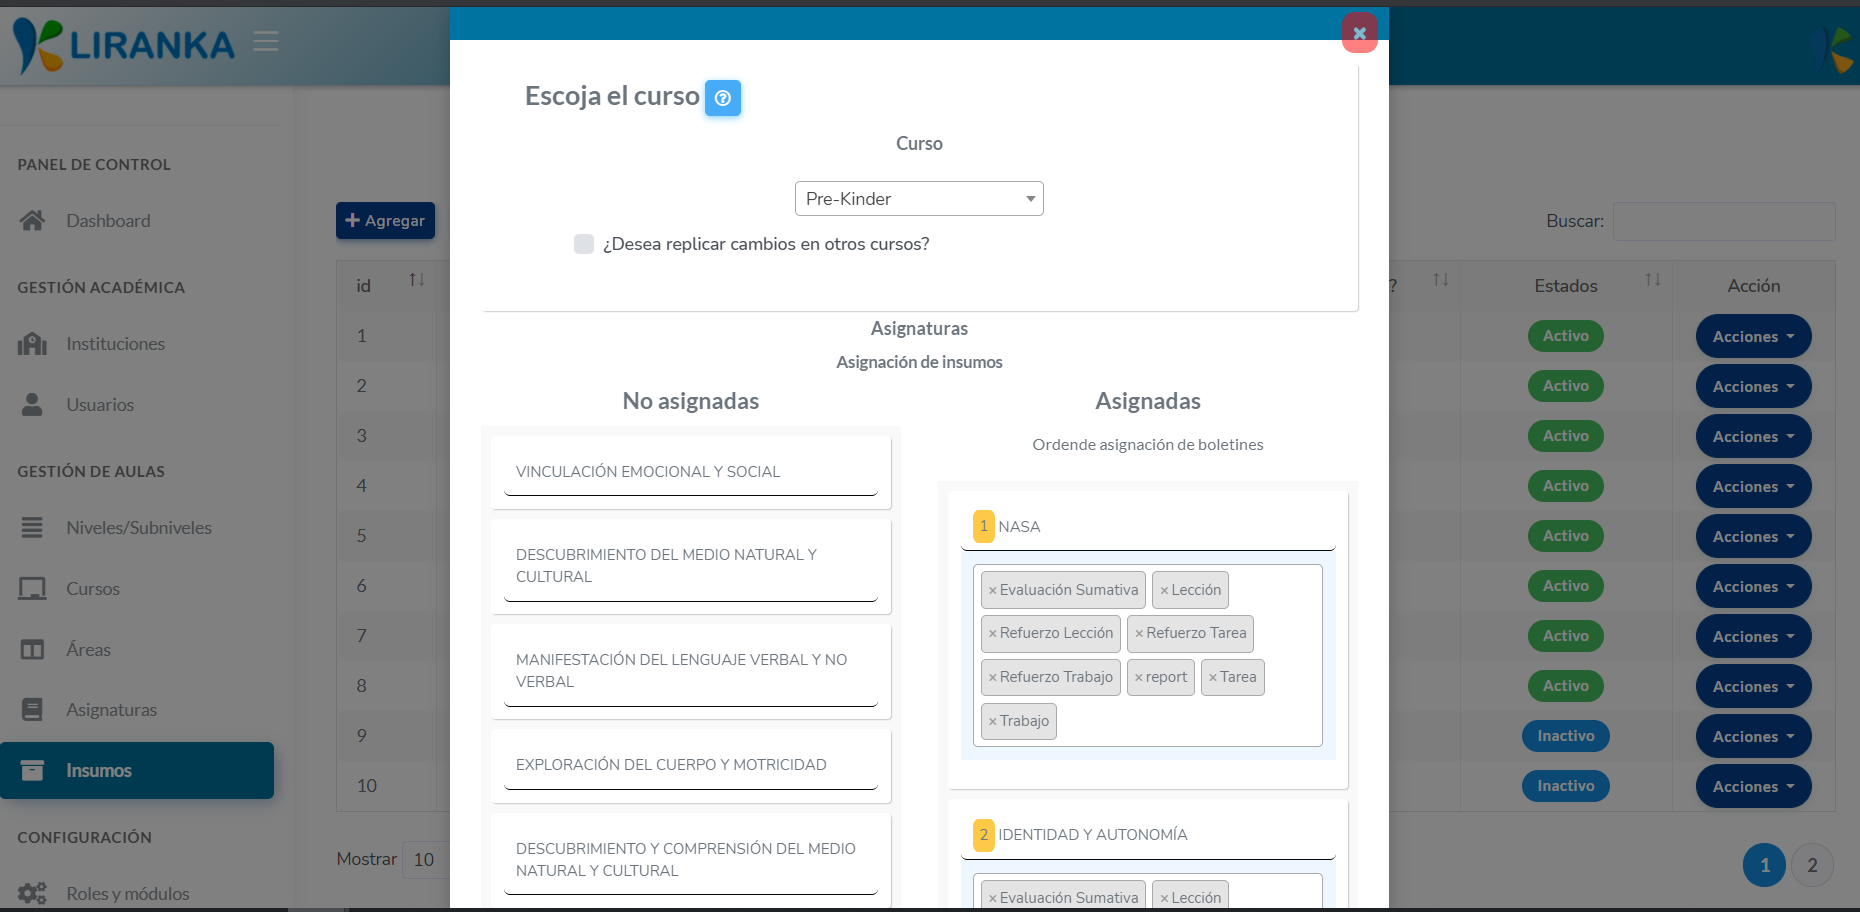 LIRANKA
PANEL DE CONTROL
Dashboard
GESTIÓN ACADÉMICA
Instituciones
Usuarios
GESTIÓN DE AULAS
Niveles/Subniveles
Cursos
Áreas
Asignaturas
Insumos
CONFIGURACIÓN
Roles y módulos
+ Agregar
Buscar:
id
?
Estados
Acción
1
Activo
Acciones
2
Activo
Acciones
3
Activo
Acciones
4
Activo
Acciones
5
Activo
Acciones
6
Activo
Acciones
7
Activo
Acciones
8
Activo
Acciones
9
Inactivo
Acciones
10
Inactivo
Acciones
Mostrar 10
1 2
Escoja el curso
Curso
Pre-Kinder
¿Desea replicar cambios en otros cursos?
Asignaturas
Asignación de insumos
No asignadas
VINCULACIÓN EMOCIONAL Y SOCIAL
DESCUBRIMIENTO DEL MEDIO NATURAL Y
CULTURAL
MANIFESTACIÓN DEL LENGUAJE VERBAL Y NO
VERBAL
EXPLORACIÓN DEL CUERPO Y MOTRICIDAD
DESCUBRIMIENTO Y COMPRENSIÓN DEL MEDIO
NATURAL Y CULTURAL
Asignadas
Ordende asignación de boletines
1 NASA
×Evaluación Sumativa ×Lección
×Refuerzo Lección ×Refuerzo Tarea
×Refuerzo Trabajo ×report ×Tarea
×Trabajo
2 IDENTIDAD Y AUTONOMÍA
×Evaluación Sumativa ×Lección